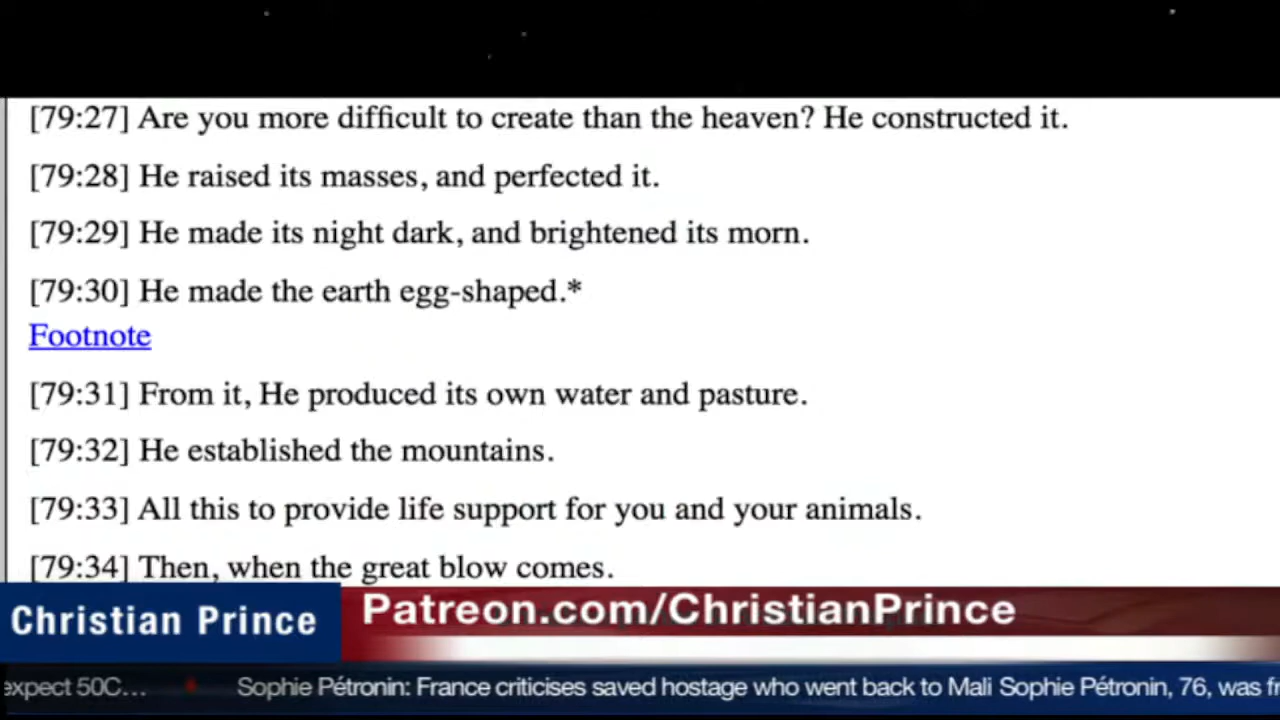 [79:27] Are you more difficult to create than the heaven? He constructed it.
[79:28] He raised its masses, and perfected it.
[79:29] He made its night dark, and brightened its morn.
[79:30] He made the earth egg-shaped.*
Footnote
[79:31] From it, He produced its own water and pasture.
[79:32] He established the mountains.
[79:33] All this to provide life support for you and your animals.
[79:34] Then, when the great blow comes.
Christian Prince
Patreon.com/ChristianPrince
expect 50C... Sophie Pétronin: France criticises saved hostage who went back to Mali Sophie Pétronin, 76, was